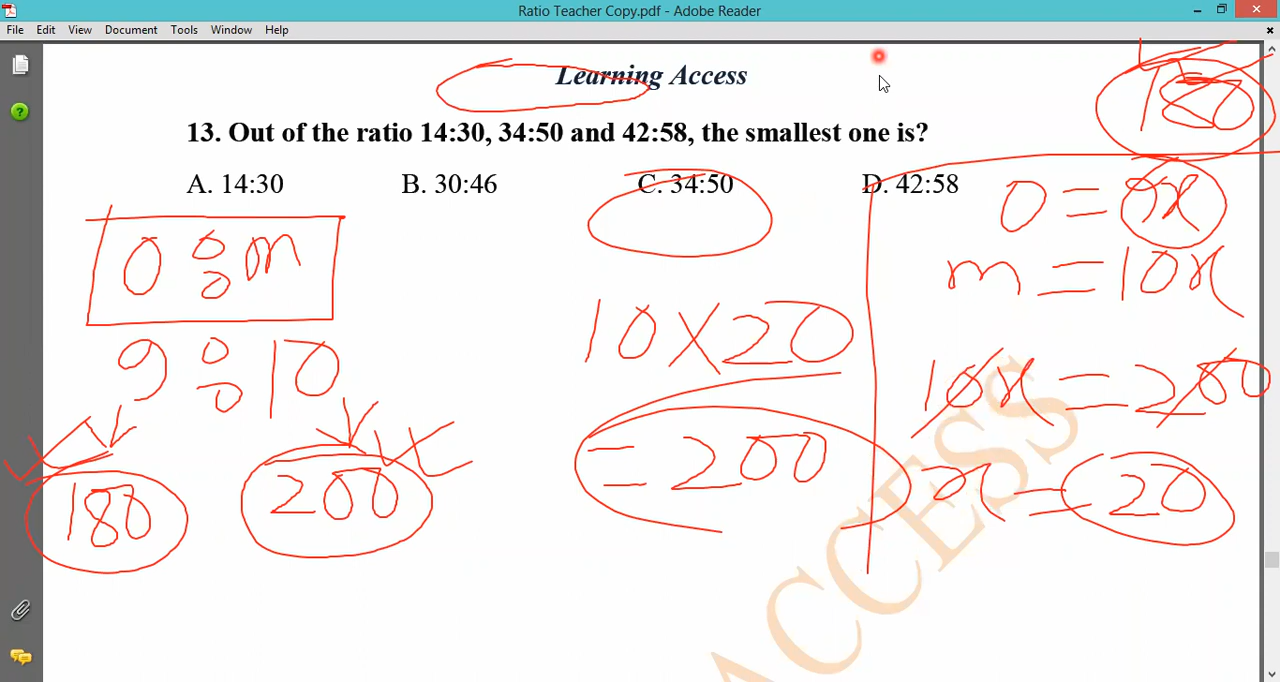 Ratio Teacher Copy.pdf - Adobe Reader
File Edit View Document Tools Window Help
Learning Access
180
13. Out of the ratio 14:30, 34:50 and 42:58, the smallest one is?
A. 14:30 B. 30:46 C. 34:50 D. 42:58
O : m
9 : 10
180 200
10 X 20
= 200
O = 9x
m = 10x
10x = 200
x = 20
ACCESS